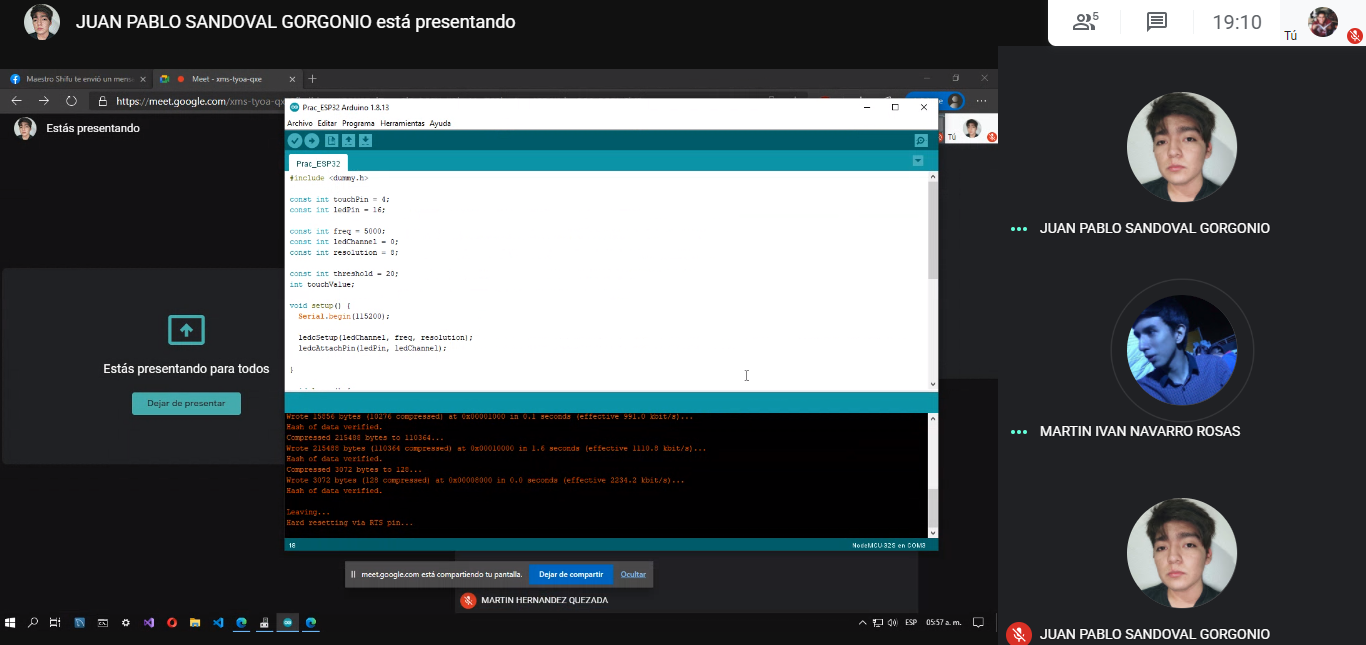 JUAN PABLO SANDOVAL GORGONIO está presentando
5
19:10
Tú
Maestro Shifu te envió un mens
Meet - xms-tyoa-qxe
https://meet.google.com/xms-tyoa-qx
Estás presentando
Tú
Prac_ESP32 Arduino 1.8.13
Archivo Editar Programa Herramientas Ayuda
Prac_ESP32
#include <dummy.h>
const int touchPin = 4;
const int ledPin = 16;
const int freq = 5000;
const int ledChannel = 0;
const int resolution = 8;
const int threshold = 20;
int touchValue;
void setup() {
Serial.begin(115200);
ledcSetup(ledChannel, freq, resolution);
ledcAttachPin(ledPin, ledChannel);
}
Wrote 15856 bytes (10276 compressed) at 0x00001000 in 0.1 seconds (effective 991.0 kbit/s)...
Hash of data verified.
Compressed 215488 bytes to 110364...
Wrote 215488 bytes (110364 compressed) at 0x00010000 in 1.6 seconds (effective 1110.8 kbit/s)...
Hash of data verified.
Compressed 3072 bytes to 128...
Wrote 3072 bytes (128 compressed) at 0x00008000 in 0.0 seconds (effective 2234.2 kbit/s)...
Hash of data verified.
Leaving...
Hard resetting via RTS pin...
18
NodeMCU-32S en COM3
Estás presentando para todos
Dejar de presentar
meet.google.com está compartiendo tu pantalla.
Dejar de compartir
Ocultar
MARTIN HERNANDEZ QUEZADA
ESP
05:57 a. m.
JUAN PABLO SANDOVAL GORGONIO
MARTIN IVAN NAVARRO ROSAS
JUAN PABLO SANDOVAL GORGONIO